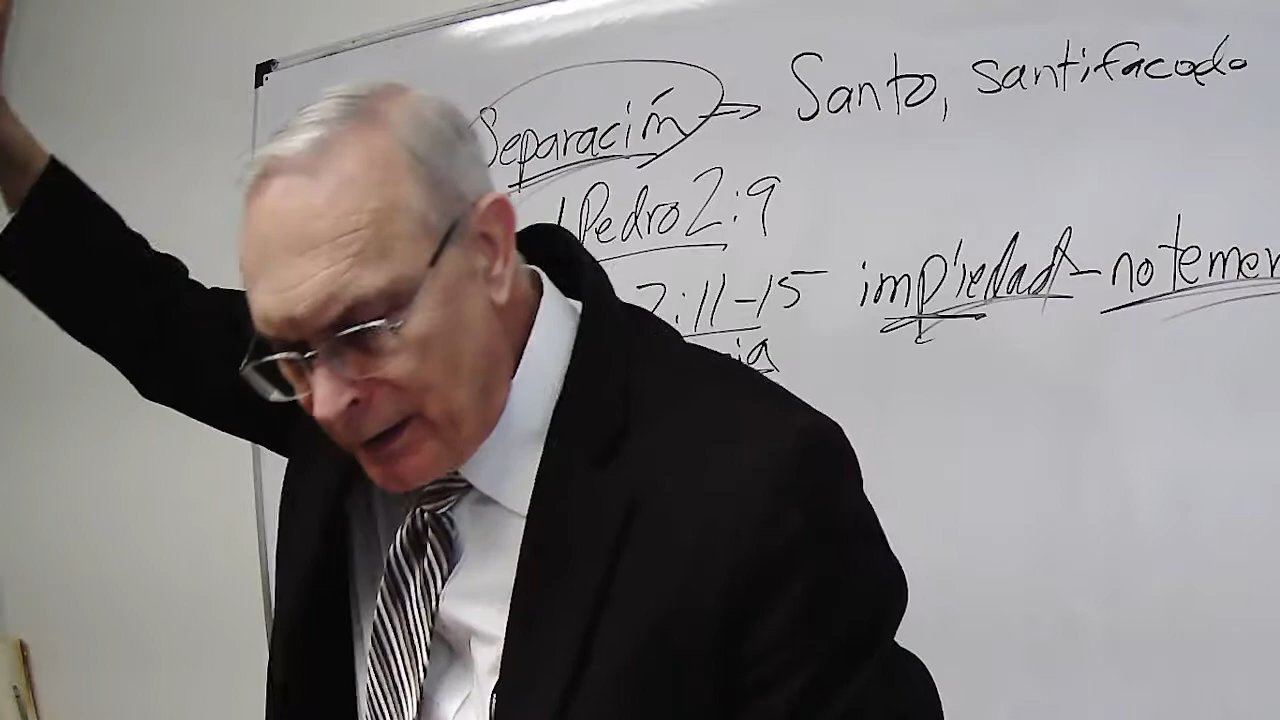 Separación → Santo, santifacado
1 Pedro 2:9
2:11-15 impiedad - no temer